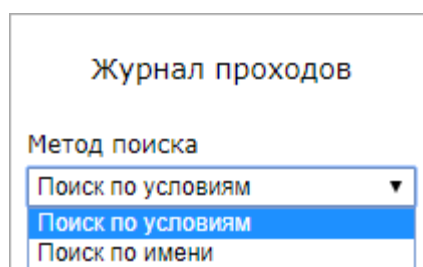 Журнал проходов
Метод поиска
Поиск по условиям
Поиск по условиям
Поиск по имени